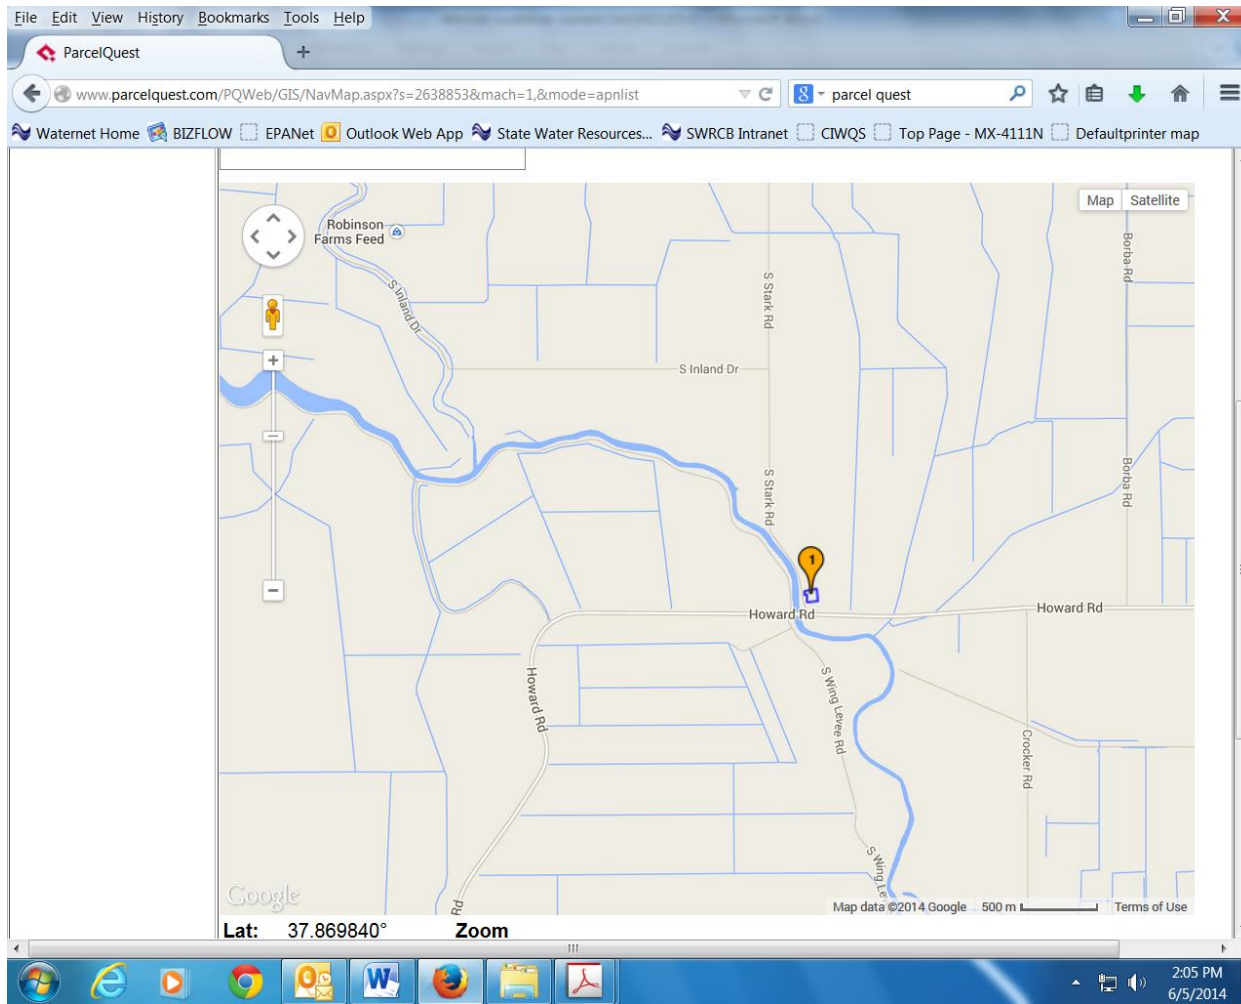 File Edit View History Bookmarks Tools Help
ParcelQuest
www.parcelquest.com/PQWeb/GIS/NavMap.aspx?s=2638853&mach=1,&mode=apnlist
8 parcel quest
Waternet Home BIZFLOW EPANet Outlook Web App State Water Resources... SWRCB Intranet CIWQS Top Page - MX-4111N Defaultprinter map
Map Satellite
Robinson
Farms Feed
Borba Rd
S Inland Dr
S Stark Rd
S Inland Dr
Borba Rd
S Stark Rd
1
Howard Rd
Howard Rd
Howard Rd
S Wing Levee Rd
Crocker Rd
S Wing Le
Rd
Google
Map data ©2014 Google 500 m Terms of Use
Lat: 37.869840° Zoom
2:05 PM
6/5/2014